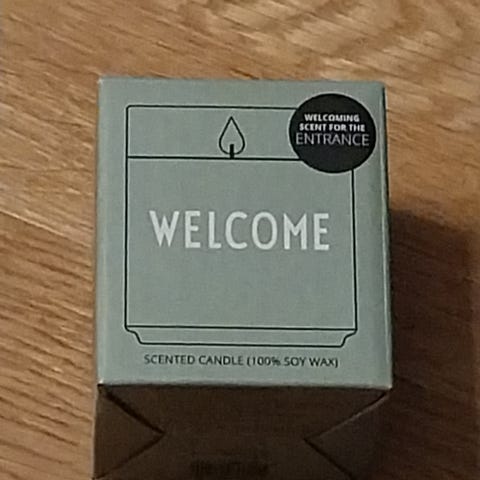 WELCOMING
SCENT FOR THE
ENTRANCE
WELCOME
SCENTED CANDLE (100% SOY WAX)